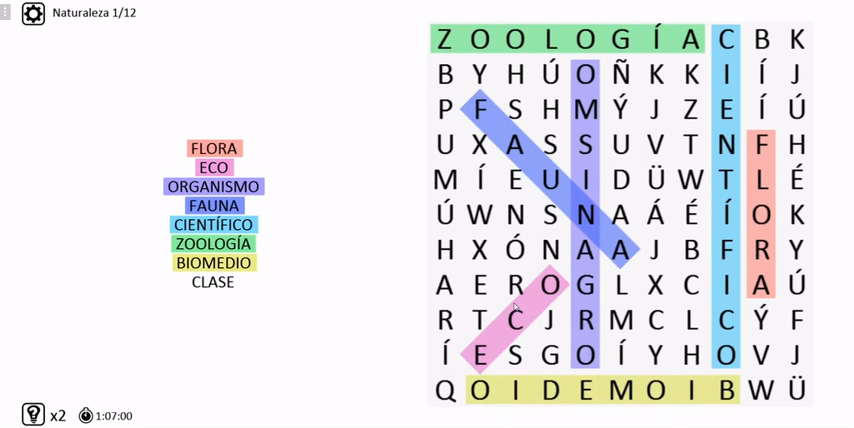 Naturaleza 1/12
FLORA
ECO
ORGANISMO
FAUNA
CIENTÍFICO
ZOOLOGÍA
BIOMEDIO
CLASE
Z O O L O G Í A C B K
B Y H Ú O Ñ K K I Í J
P F S H M Ý J Z E Í Ú
U X A S S U V T N F H
M Í E U I D Ü W T L É
Ú W N S N A Á É Í O K
H X Ó N A A J B F R Y
A E R O G L X C I A Ú
R T C J R M C L C Ý F
Í E S G O Í Y H O V J
Q O I D E M O I B W Ü
x2 1:07:00